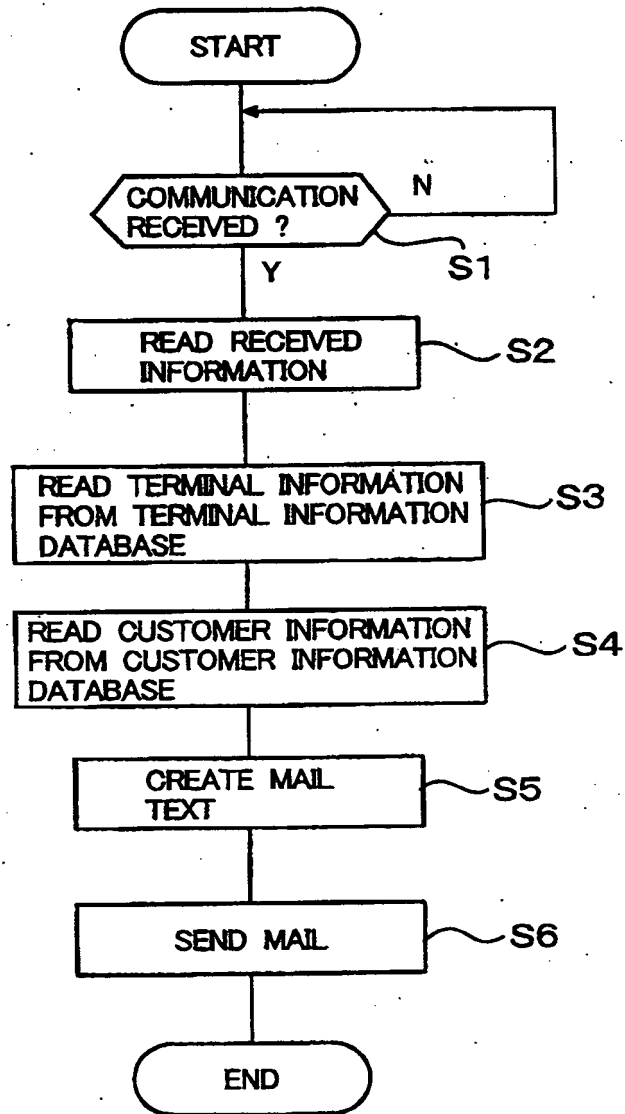 START
COMMUNICATION
RECEIVED ?
N
S1
Y
READ RECEIVED
INFORMATION
S2
READ TERMINAL INFORMATION
FROM TERMINAL INFORMATION
DATABASE
S3
READ CUSTOMER INFORMATION
FROM CUSTOMER INFORMATION
DATABASE
S4
CREATE MAIL
TEXT
S5
SEND MAIL
S6
END